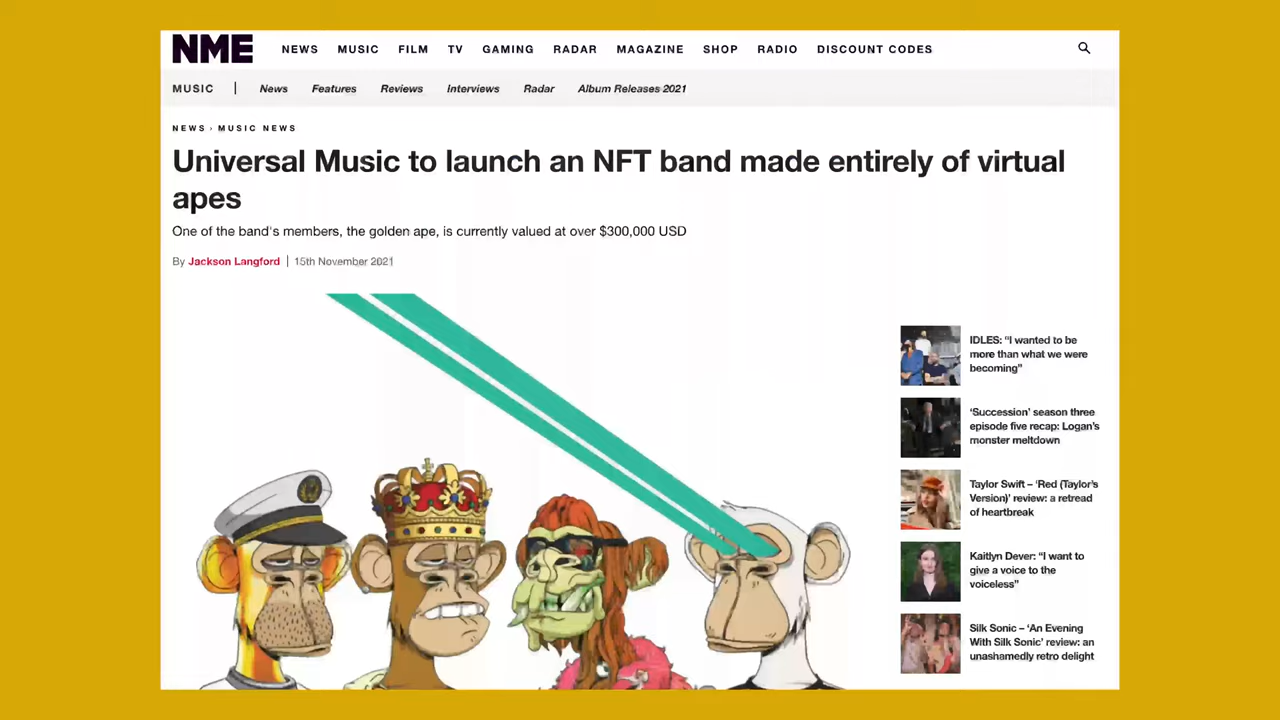 NME
NEWS MUSIC FILM TV GAMING RADAR MAGAZINE SHOP RADIO DISCOUNT CODES
MUSIC | News Features Reviews Interviews Radar Album Releases 2021
NEWS › MUSIC NEWS
Universal Music to launch an NFT band made entirely of virtual
apes
One of the band's members, the golden ape, is currently valued at over $300,000 USD
By Jackson Langford | 15th November 2021
IDLES: “I wanted to
be more than what we were
becoming”
‘Succession’ season three
episode five recap: Logan’s
monster meltdown
Taylor Swift – ‘Red (Taylor’s
Version)’ review: a retread
of heartbreak
Kaitlyn Dever: “I want to
give a voice to the
voiceless”
Silk Sonic – ‘An Evening
With Silk Sonic’ review: an
unashamedly retro delight